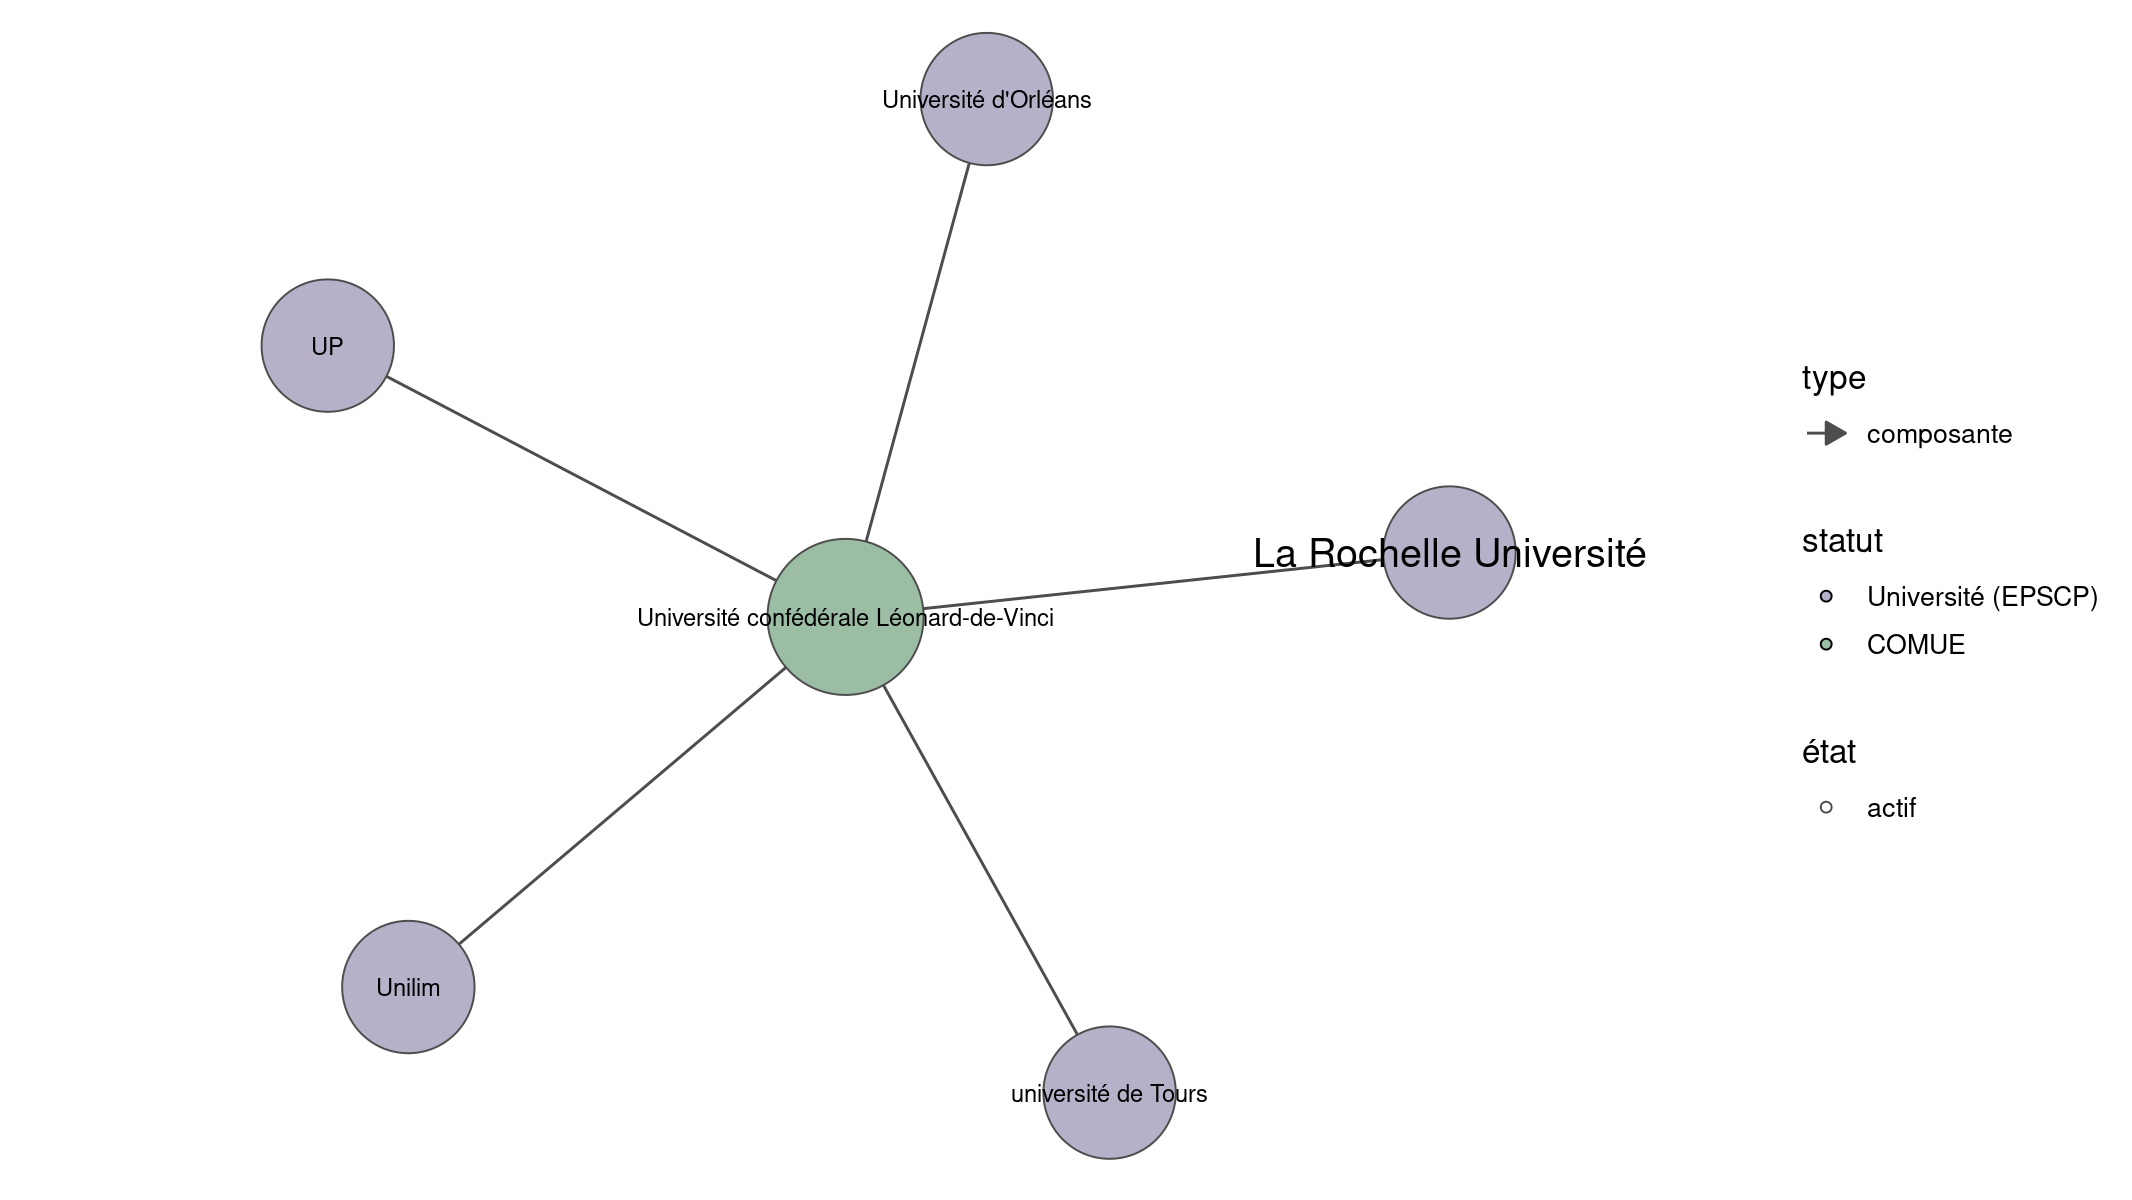 Université d'Orléans
UP
La Rochelle Université
Université confédérale Léonard-de-Vinci
Unilim
université de Tours
type
composante
statut
Université (EPSCP)
COMUE
état
actif